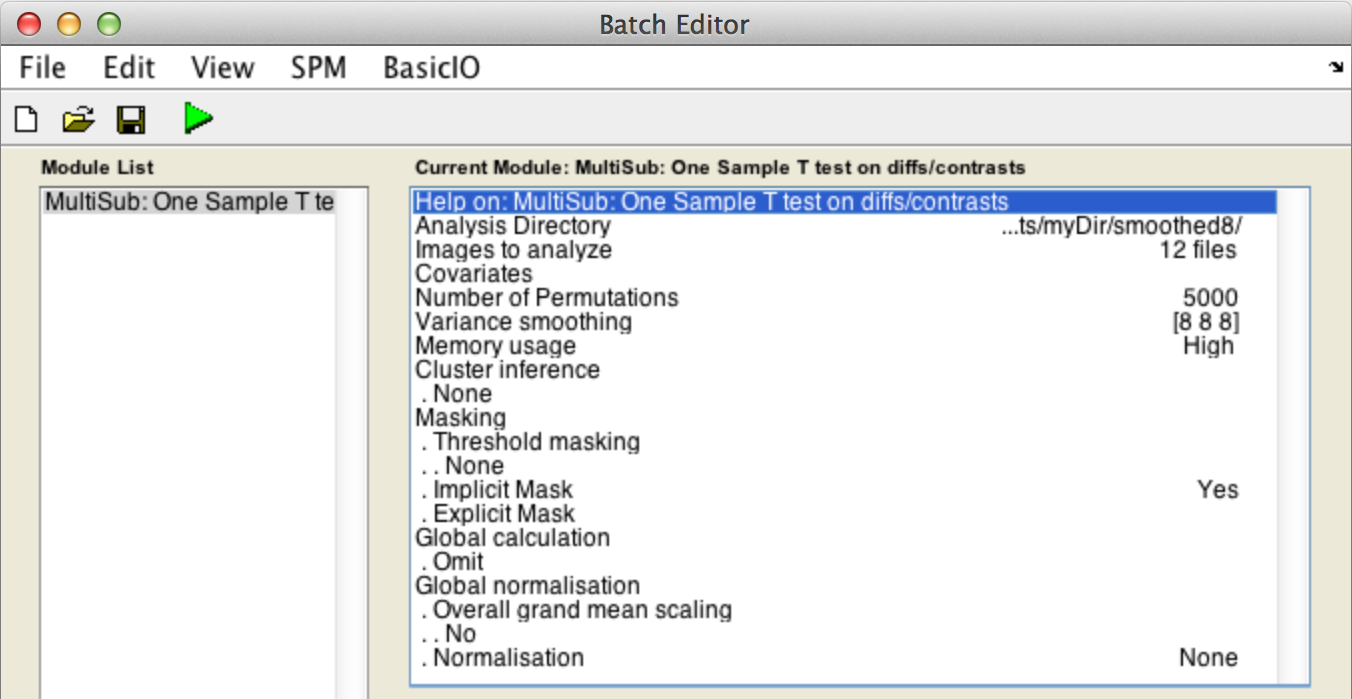 Batch Editor
File Edit View SPM BasicIO
Module List
MultiSub: One Sample T te
Current Module: MultiSub: One Sample T test on diffs/contrasts
Help on: MultiSub: One Sample T test on diffs/contrasts
Analysis Directory ...ts/myDir/smoothed8/
Images to analyze 12 files
Covariates
Number of Permutations 5000
Variance smoothing [8 8 8]
Memory usage High
Cluster inference
. None
Masking
. Threshold masking
. . None
. Implicit Mask Yes
. Explicit Mask
Global calculation
. Omit
Global normalisation
. Overall grand mean scaling
. . No
. Normalisation None